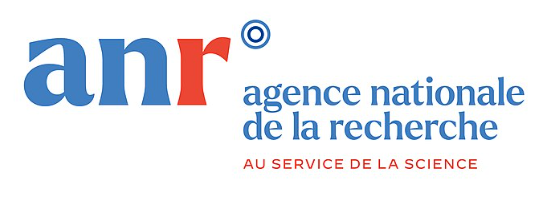 anr
agence nationale
de la recherche
AU SERVICE DE LA SCIENCE